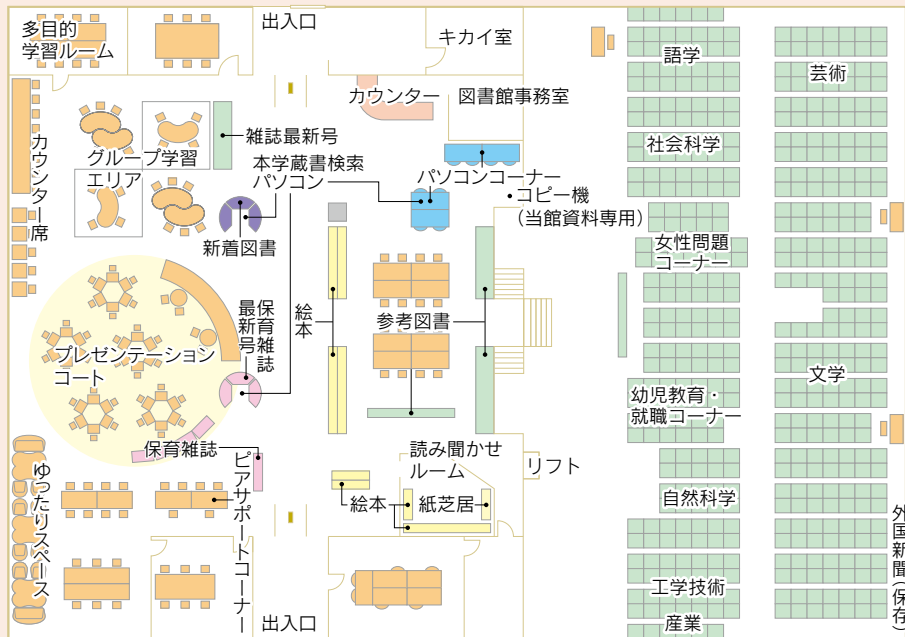 多目的
学習ルーム
出入口
キカイ室
カウンター
図書館事務室
語学
芸術
雑誌最新号
グループ学習
エリア
カウンター席
本学蔵書検索
パソコン
パソコンコーナー
・コピー機
（当館資料専用）
社会科学
新着図書
女性問題
コーナー
保育雑誌
最新号
絵本
参考図書
プレゼンテーション
コート
文学
幼児教育・
就職コーナー
保育雑誌
読み聞かせ
ルーム
リフト
ゆったりスペース
ピアサポートコーナー
絵本
紙芝居
自然科学
外国新聞（保存）
工学技術
出入口
産業